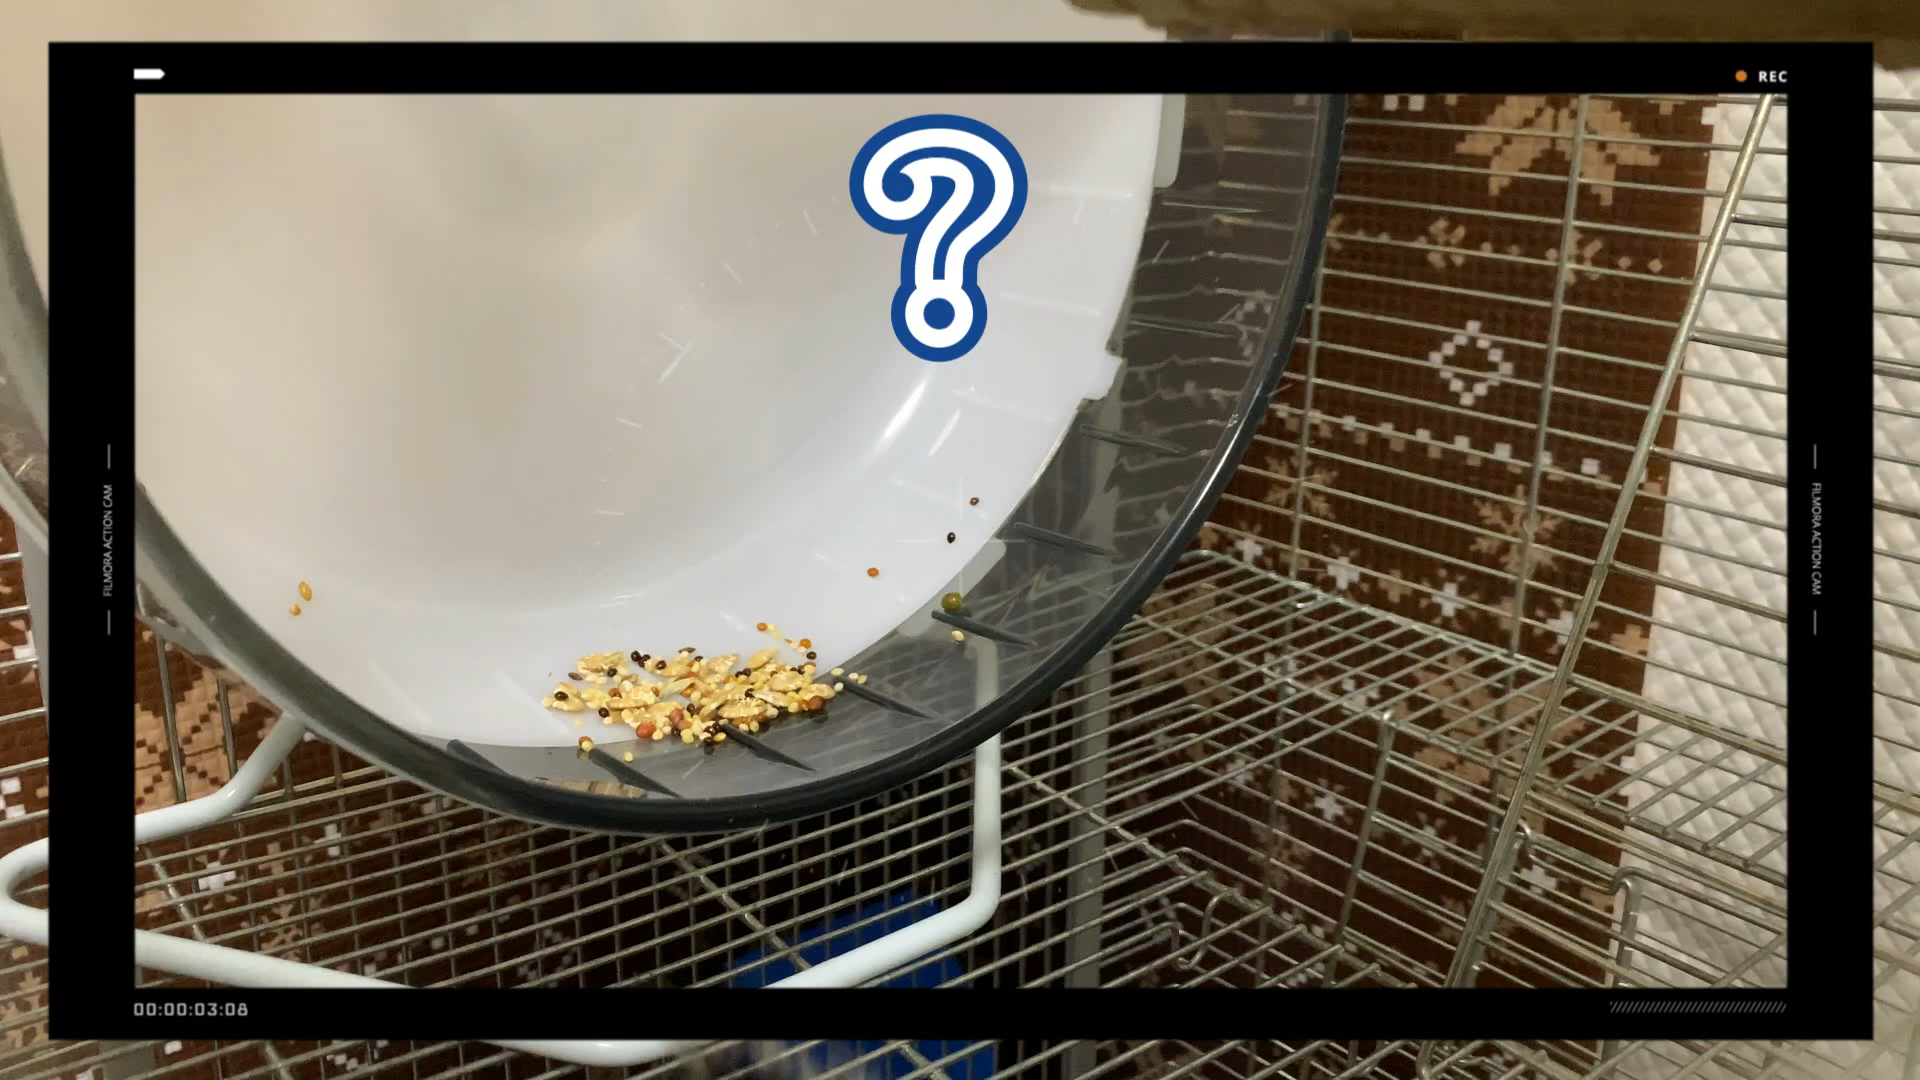 REC
?
FILMORA ACTION CAM
FILMORA ACTION CAM
00:00:03:08